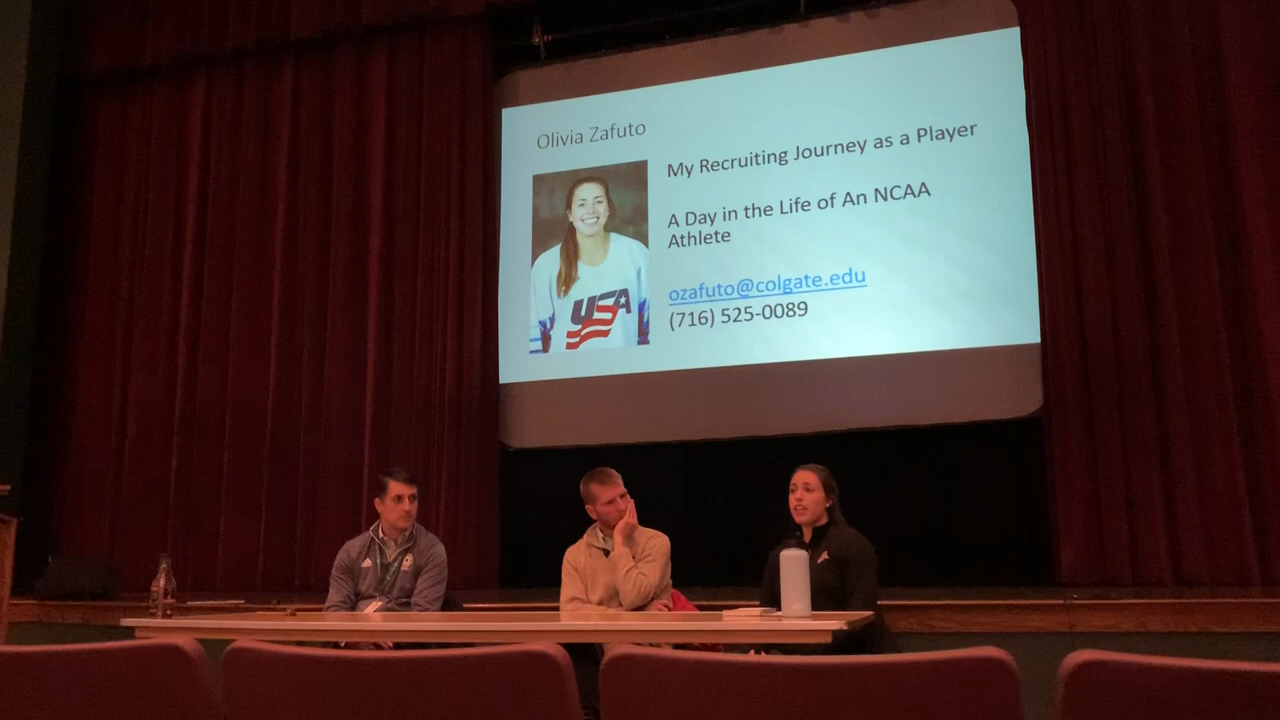 Olivia Zafuto
My Recruiting Journey as a Player
A Day in the Life of An NCAA
Athlete
ozafuto@colgate.edu
(716) 525-0089
USA